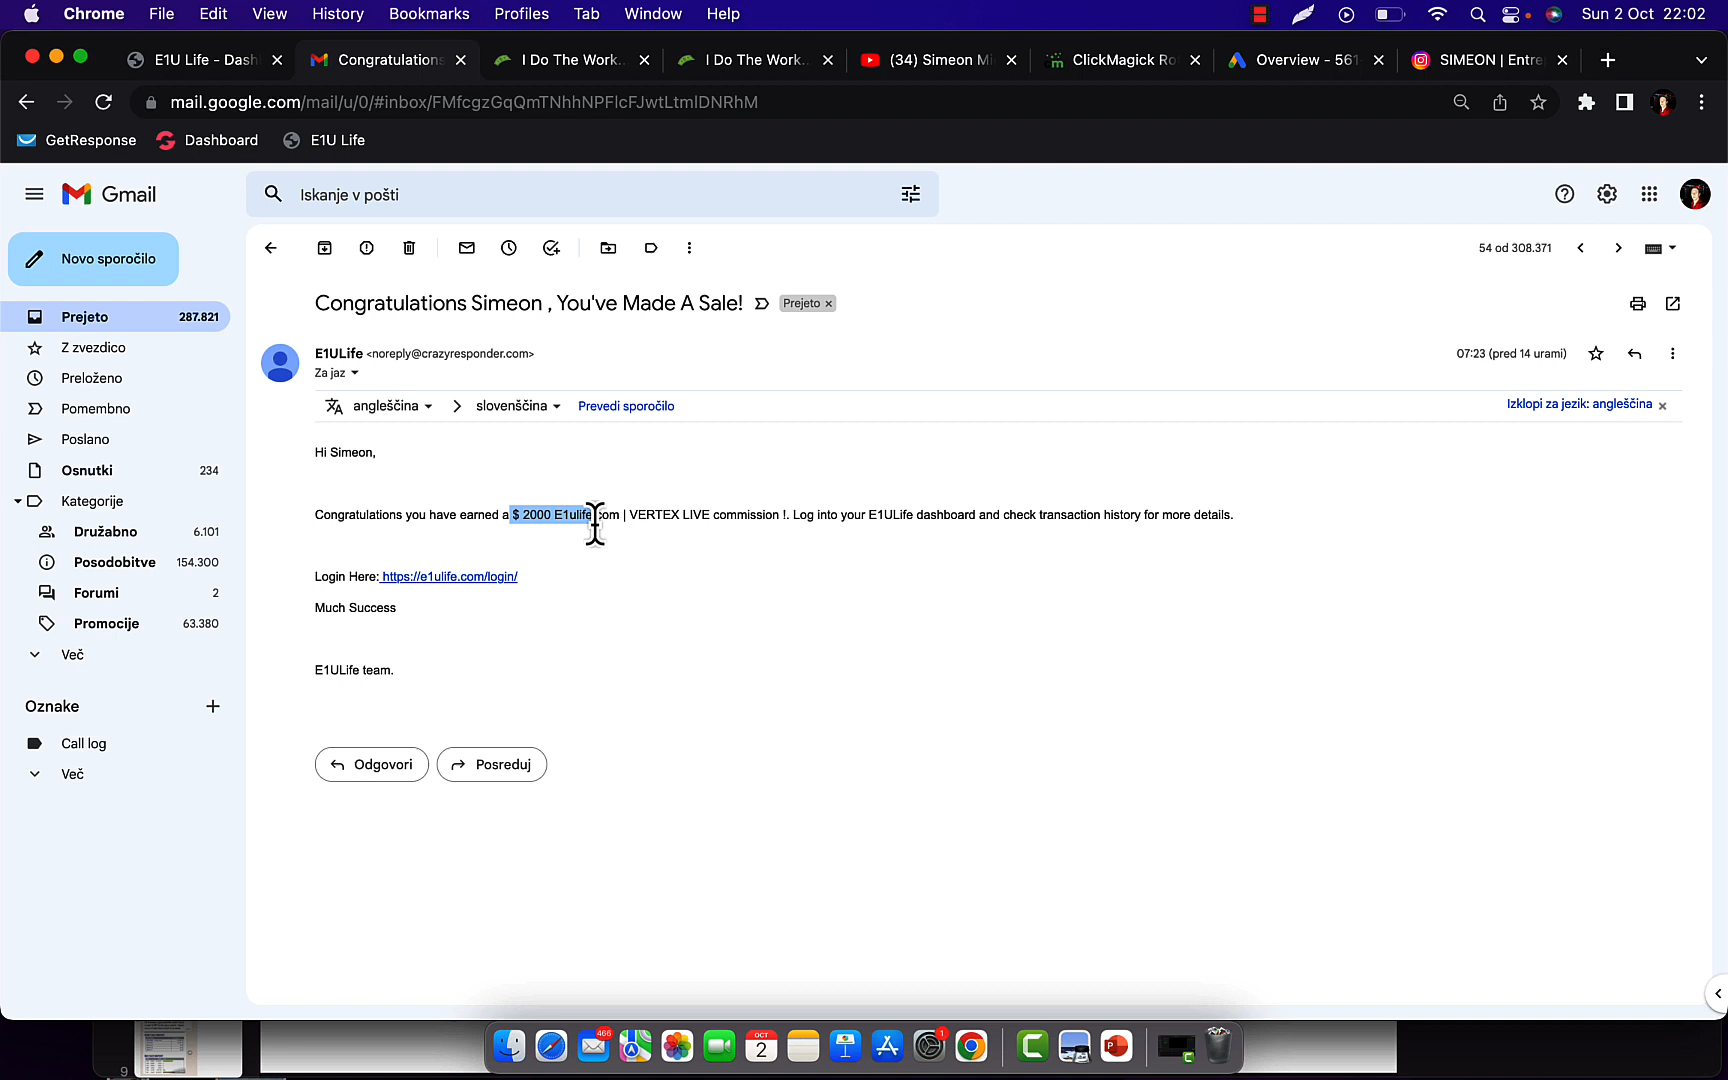 Chrome File Edit View History Bookmarks Profiles Tab Window Help Sun 2 Oct 22:02
E1U Life - Dash Congratulations I Do The Work.. I Do The Work.. (34) Simeon Mi ClickMagick Ro Overview - 561 SIMEON | Entre
mail.google.com/mail/u/0/#inbox/FMfcgzGqQmTNhhNPFlcFJwtLtmlDNRhM
GetResponse Dashboard E1U Life
Gmail Iskanje v pošti
Novo sporočilo
54 od 308.371
Prejeto 287.821
Z zvezdico
Preloženo
Pomembno
Poslano
Osnutki 234
Kategorije
Družabno 6.101
Posodobitve 154.300
Forumi 2
Promocije 63.380
Več
Oznake
Call log
Več
Congratulations Simeon , You've Made A Sale! Prejeto ×
E1ULife <noreply@crazyresponder.com> 07:23 (pred 14 urami)
Za jaz
angleščina slovenščina Prevedi sporočilo Izklopi za jezik: angleščina ×
Hi Simeon,
Congratulations you have earned a $ 2000 E1ulife.com | VERTEX LIVE commission !. Log into your E1ULife dashboard and check transaction history for more details.
Login Here: https://e1ulife.com/login/
Much Success
E1ULife team.
Odgovori Posreduj
466
OCT
2
1
9